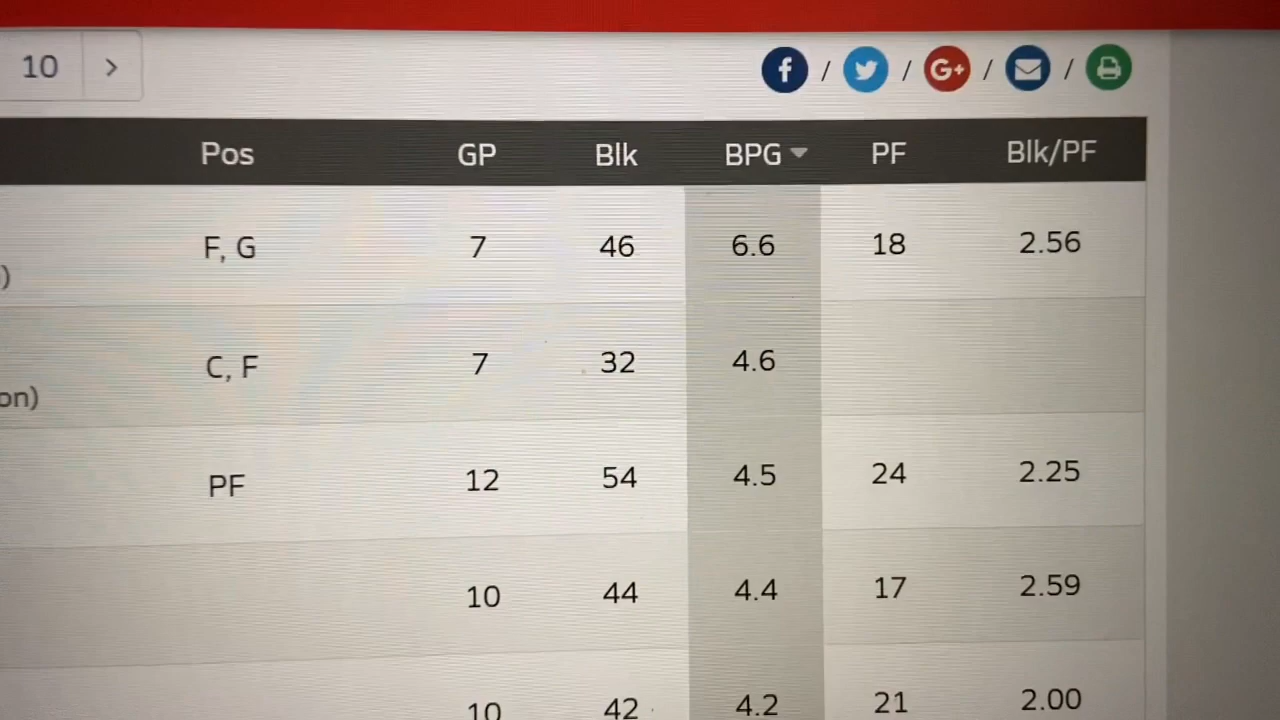 10 >
f / / G+ / /
Pos GP Blk BPG PF Blk/PF
F, G 7 46 6.6 18 2.56
)
C, F 7 32 4.6
on)
PF 12 54 4.5 24 2.25
10 44 4.4 17 2.59
10 42 4.2 21 2.00